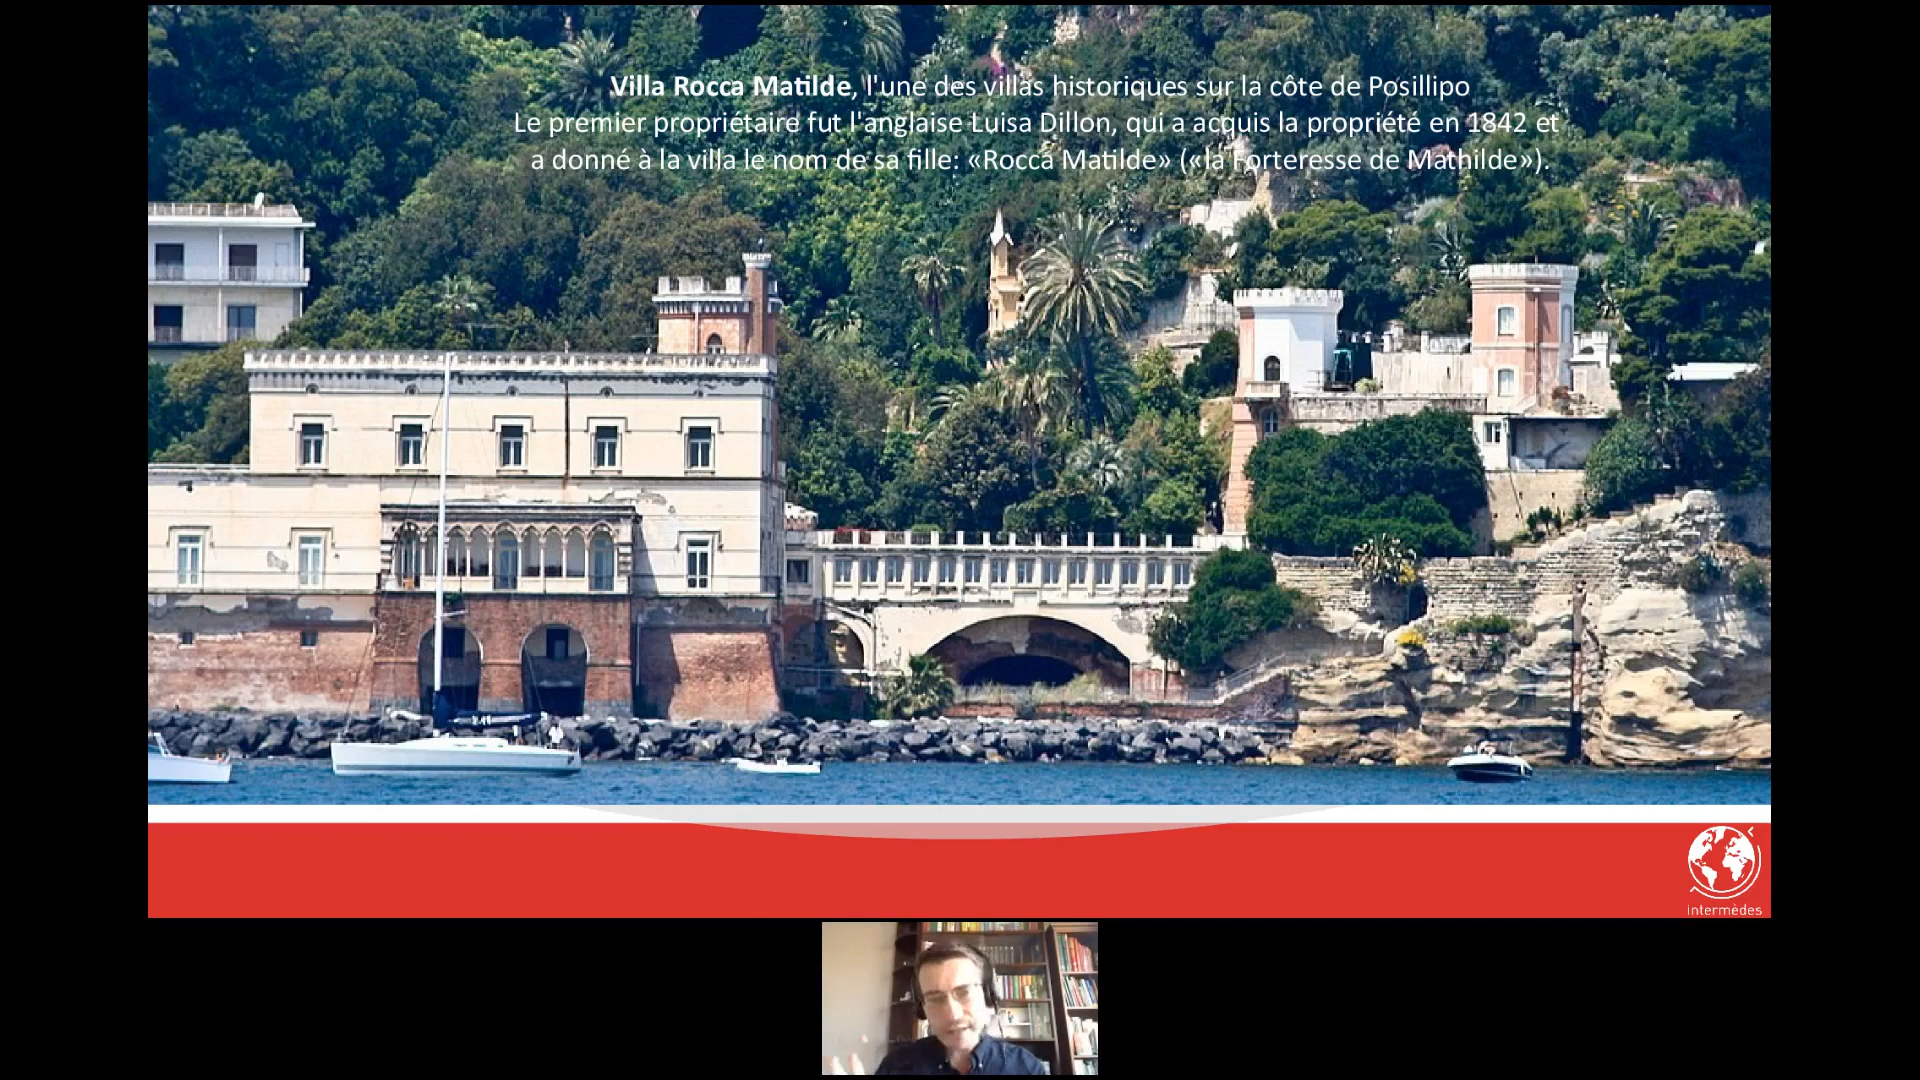 Villa Rocca Matilde, l'une des villas historiques sur la côte de Posillipo
Le premier propriétaire fut l'anglaise Luisa Dillon, qui a acquis la propriété en 1842 et
a donné à la villa le nom de sa fille: «Rocca Matilde» («la Forteresse de Mathilde»).
intermèdes